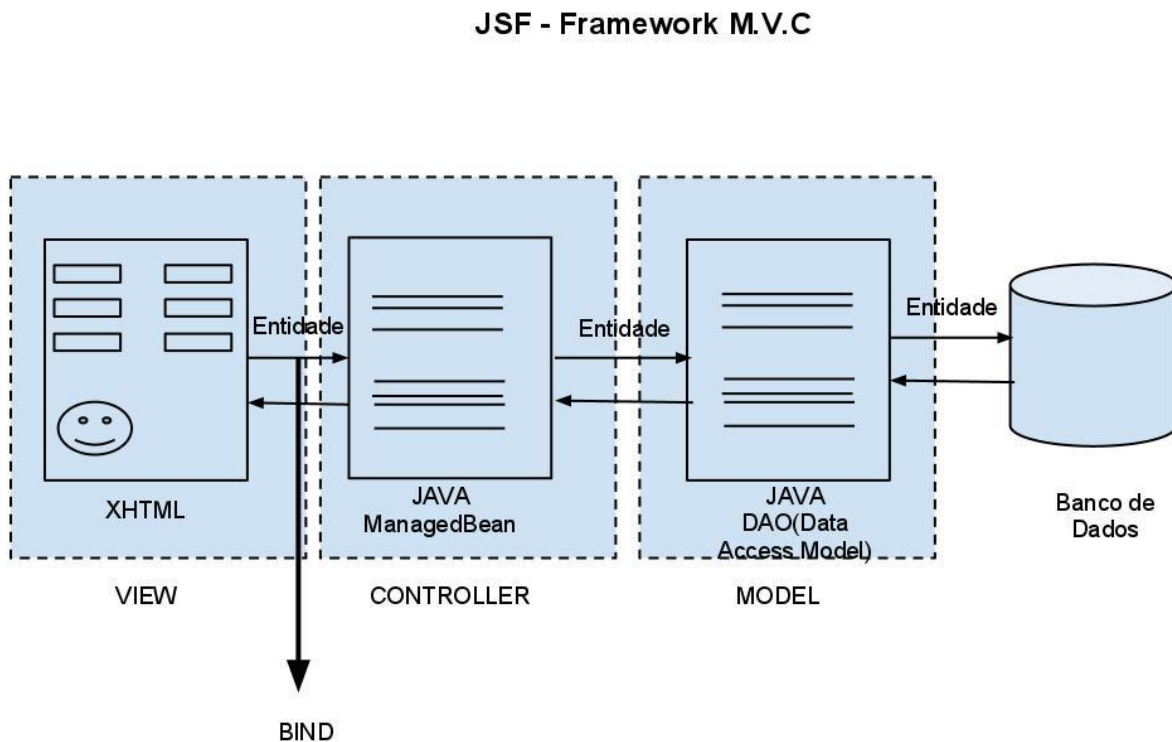 JSF - Framework M.V.C
Entidade
Entidade
Entidade
XHTML
JAVA
ManagedBean
JAVA
DAO(Data
Access Model)
Banco de
Dados
VIEW
CONTROLLER
MODEL
BIND